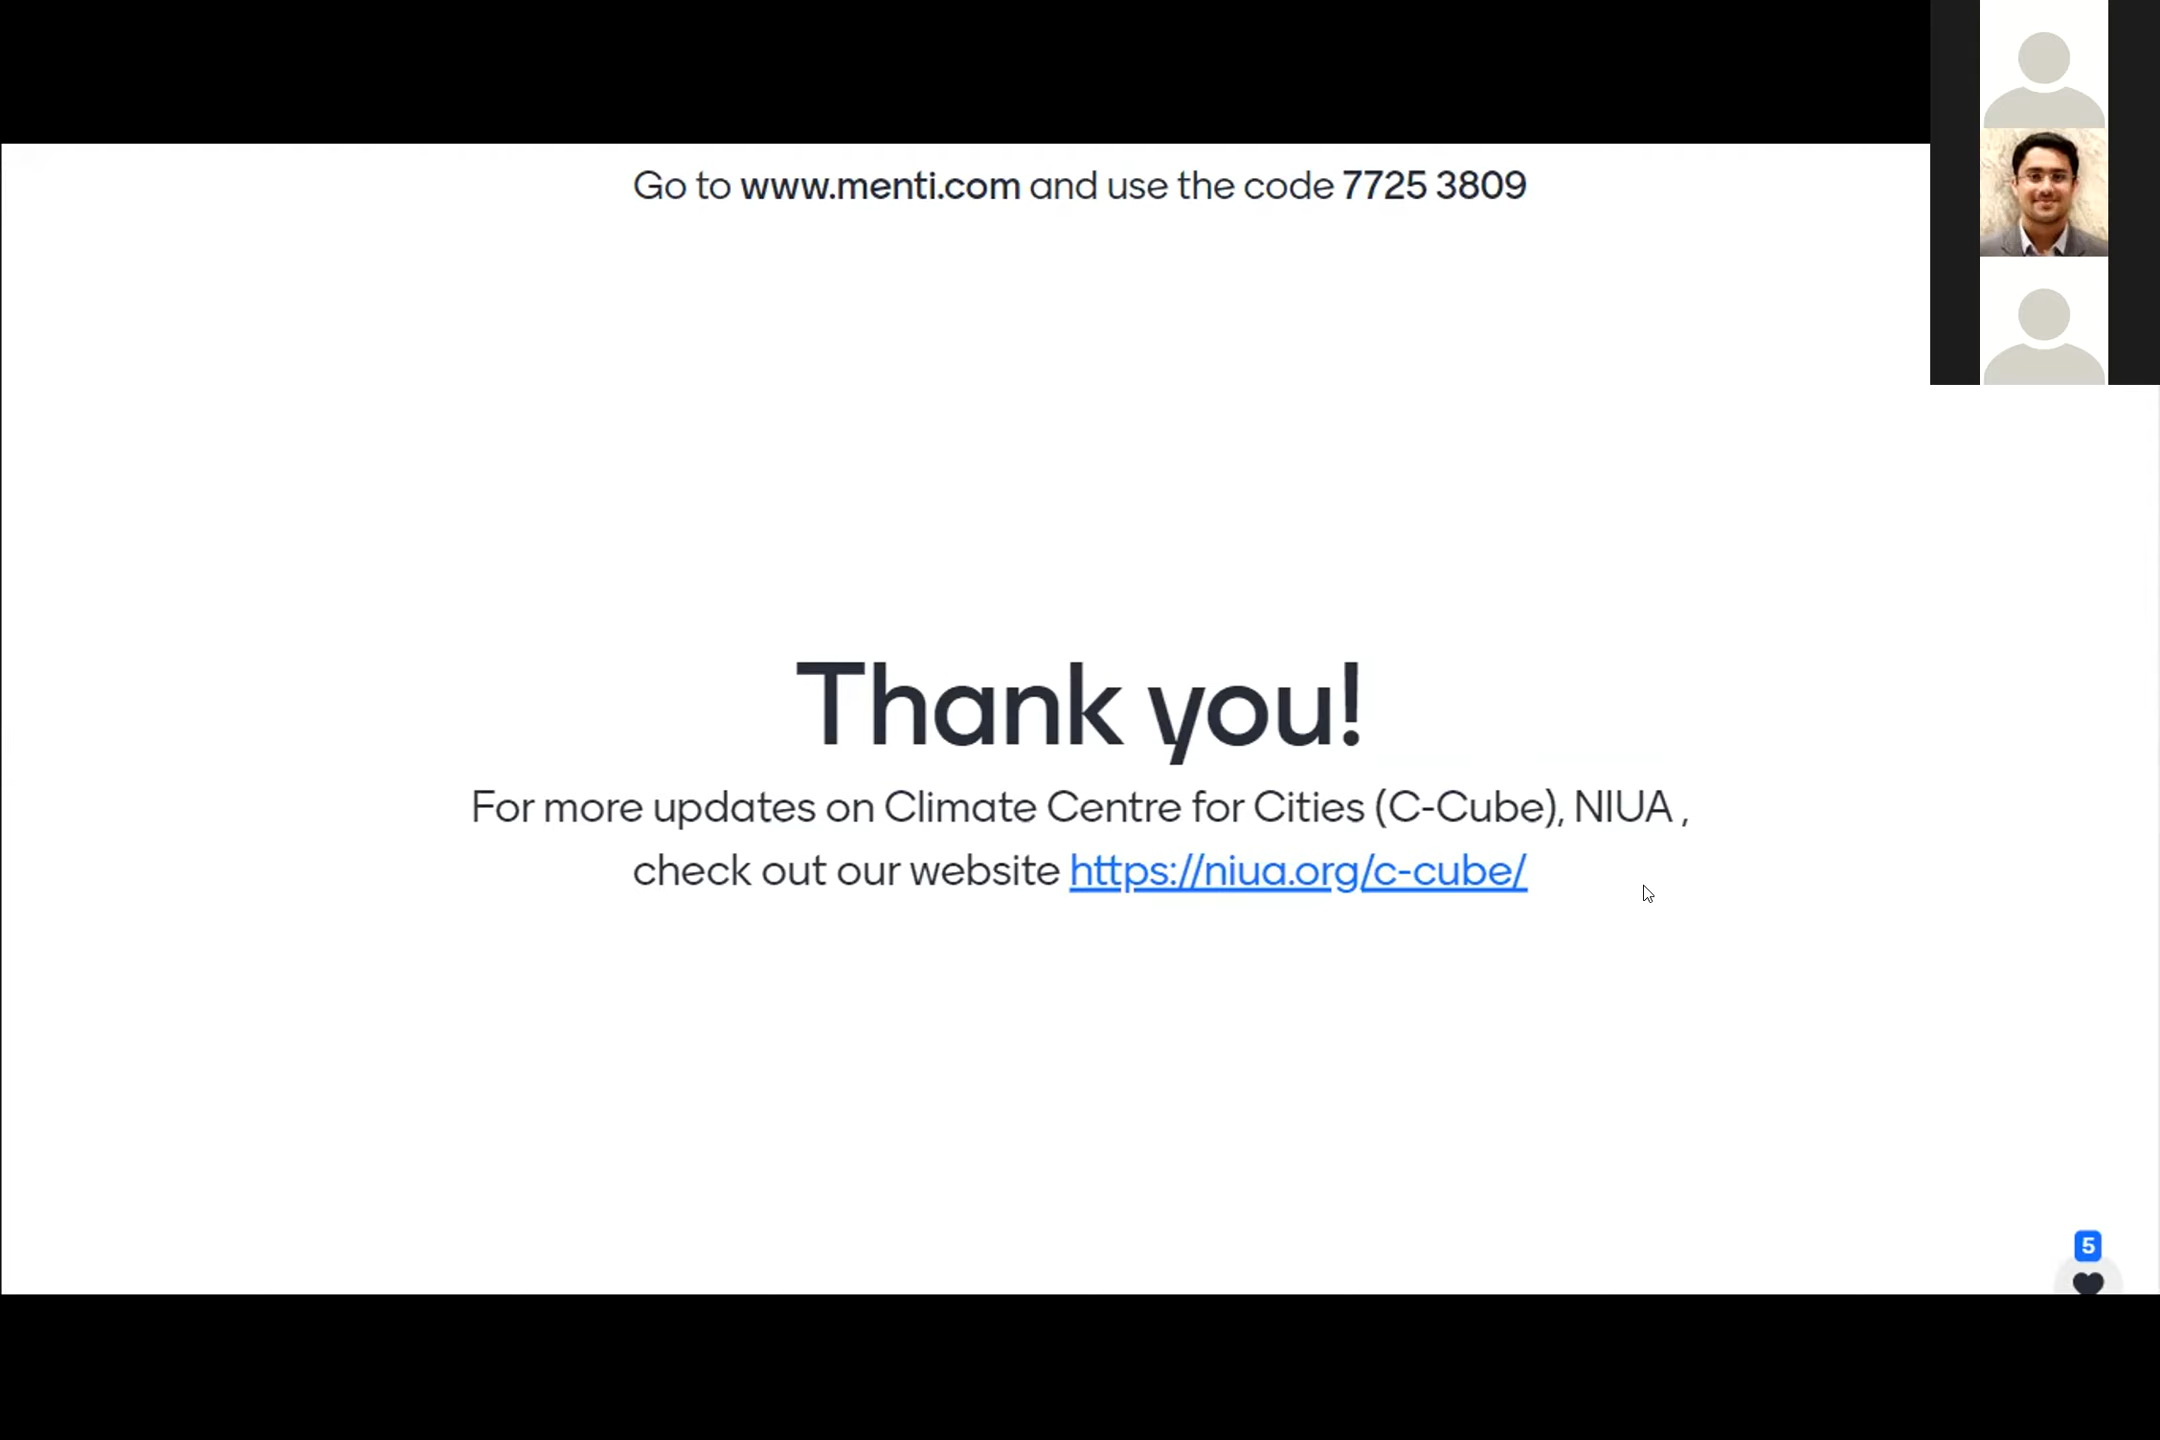 Go to www.menti.com and use the code 7725 3809
Thank you!
For more updates on Climate Centre for Cities (C-Cube), NIUA ,
check out our website https://niua.org/c-cube/
5